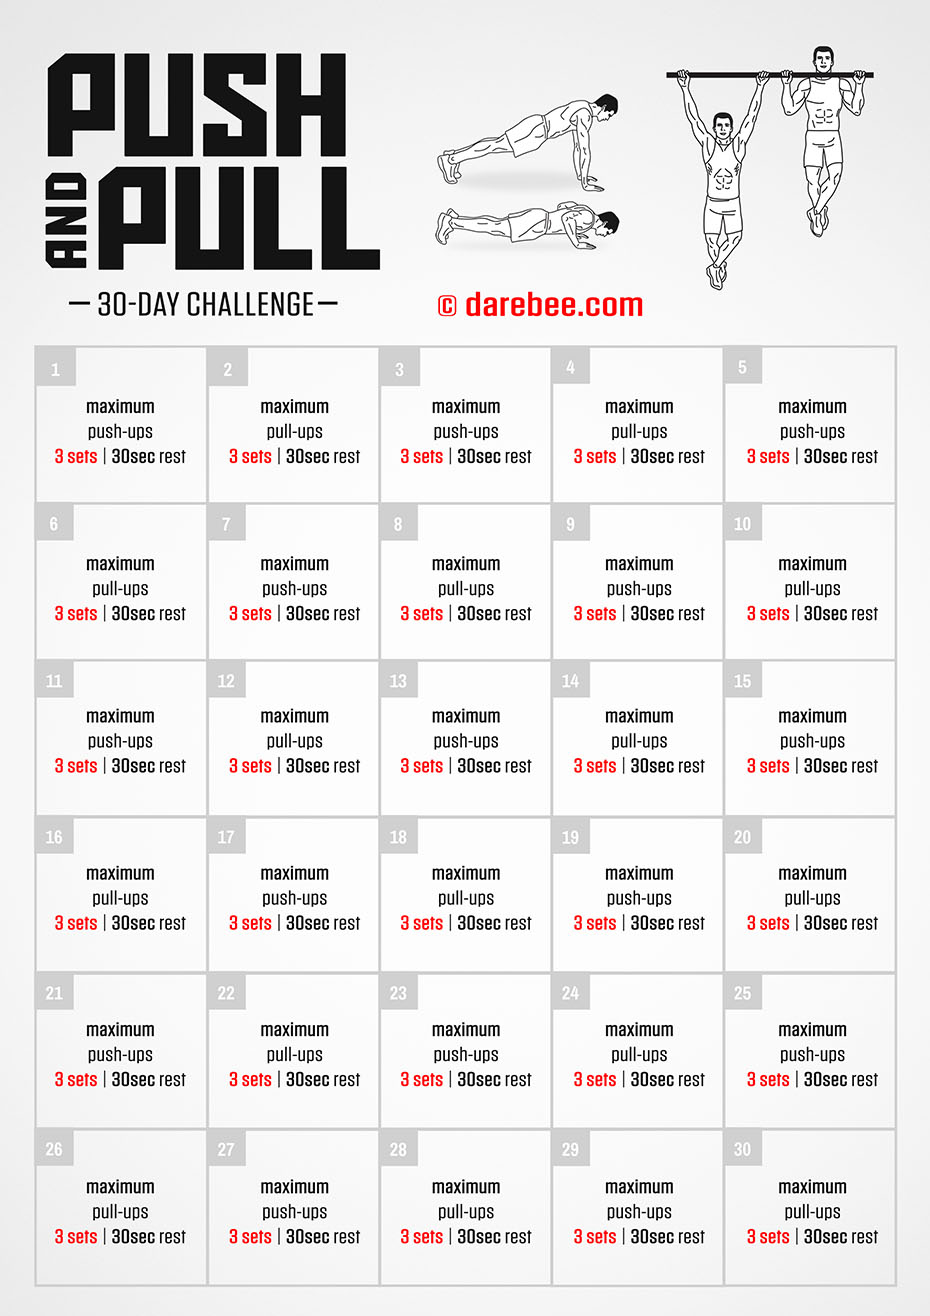 PUSH
AND PULL
– 30-DAY CHALLENGE –
© darebee.com
1
maximum
push-ups
3 sets | 30sec rest
2
maximum
pull-ups
3 sets | 30sec rest
3
maximum
push-ups
3 sets | 30sec rest
4
maximum
pull-ups
3 sets | 30sec rest
5
maximum
push-ups
3 sets | 30sec rest
6
maximum
pull-ups
3 sets | 30sec rest
7
maximum
push-ups
3 sets | 30sec rest
8
maximum
pull-ups
3 sets | 30sec rest
9
maximum
push-ups
3 sets | 30sec rest
10
maximum
pull-ups
3 sets | 30sec rest
11
maximum
push-ups
3 sets | 30sec rest
12
maximum
pull-ups
3 sets | 30sec rest
13
maximum
push-ups
3 sets | 30sec rest
14
maximum
pull-ups
3 sets | 30sec rest
15
maximum
push-ups
3 sets | 30sec rest
16
maximum
pull-ups
3 sets | 30sec rest
17
maximum
push-ups
3 sets | 30sec rest
18
maximum
pull-ups
3 sets | 30sec rest
19
maximum
push-ups
3 sets | 30sec rest
20
maximum
pull-ups
3 sets | 30sec rest
21
maximum
push-ups
3 sets | 30sec rest
22
maximum
pull-ups
3 sets | 30sec rest
23
maximum
push-ups
3 sets | 30sec rest
24
maximum
pull-ups
3 sets | 30sec rest
25
maximum
push-ups
3 sets | 30sec rest
26
maximum
pull-ups
3 sets | 30sec rest
27
maximum
push-ups
3 sets | 30sec rest
28
maximum
pull-ups
3 sets | 30sec rest
29
maximum
push-ups
3 sets | 30sec rest
30
maximum
pull-ups
3 sets | 30sec rest